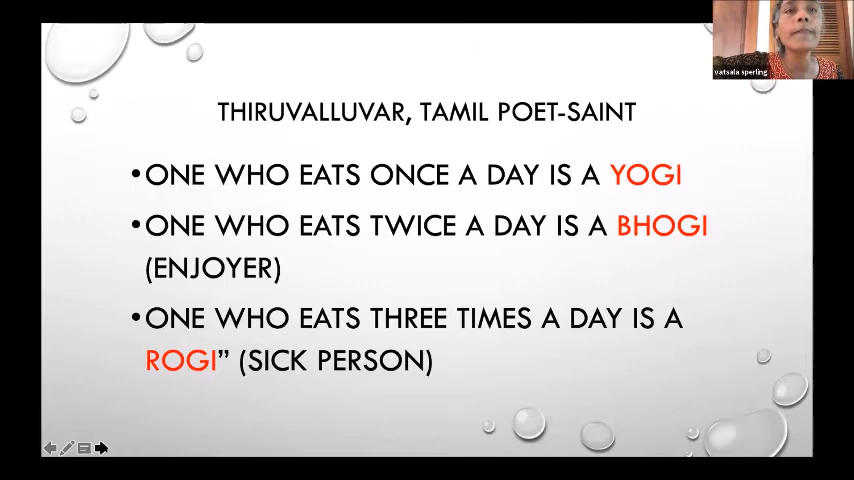 vatsala sperling
THIRUVALLUVAR, TAMIL POET-SAINT
•ONE WHO EATS ONCE A DAY IS A YOGI
•ONE WHO EATS TWICE A DAY IS A BHOGI
(ENJOYER)
•ONE WHO EATS THREE TIMES A DAY IS A
ROGI” (SICK PERSON)